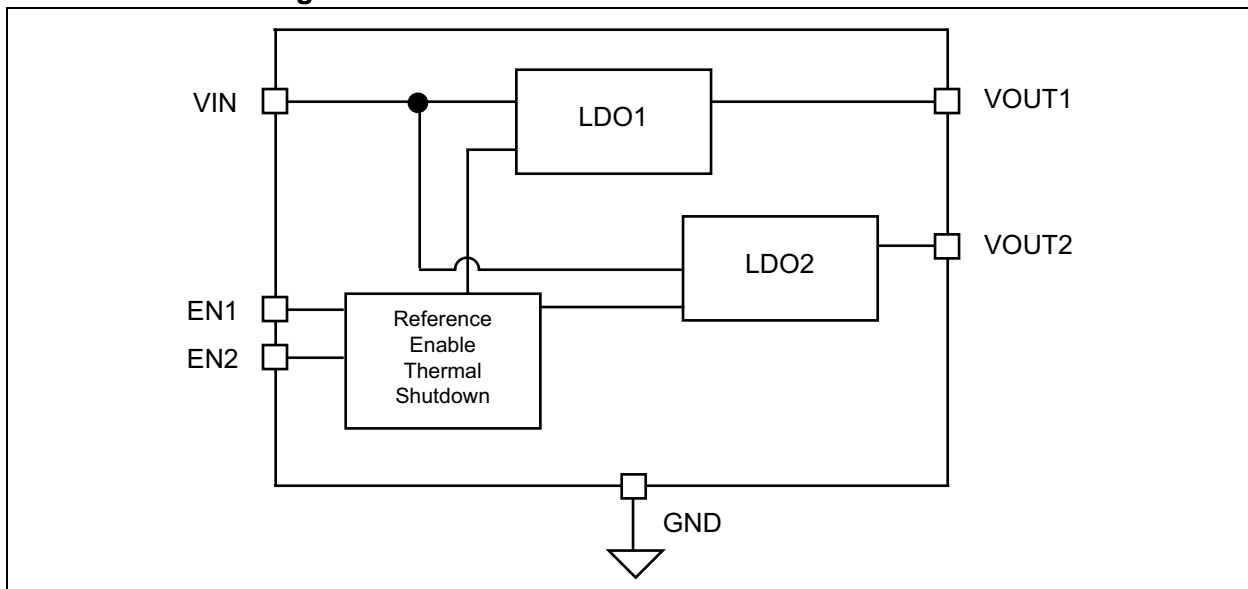 VIN
LDO1
VOUT1
LDO2
VOUT2
EN1
EN2
Reference
Enable
Thermal
Shutdown
GND